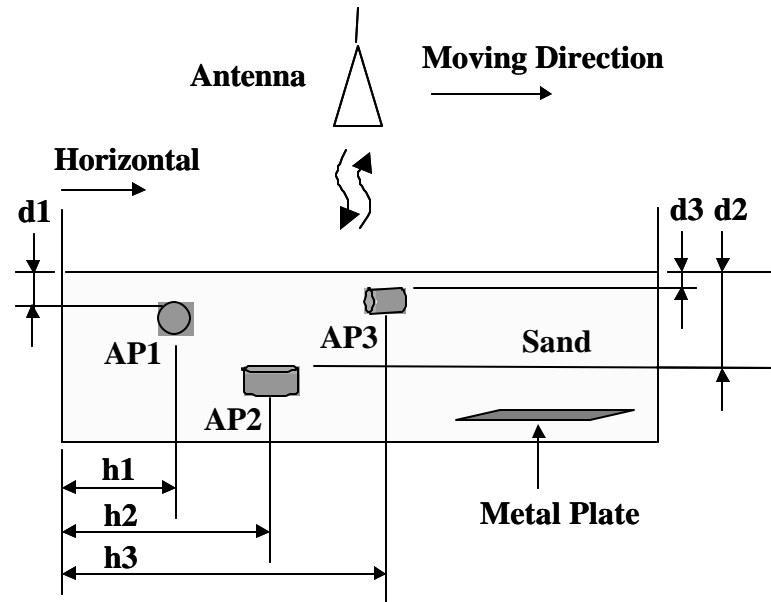 Antenna
Moving Direction
Horizontal
d1
d3
d2
AP1
AP3
Sand
AP2
h1
h2
h3
Metal Plate